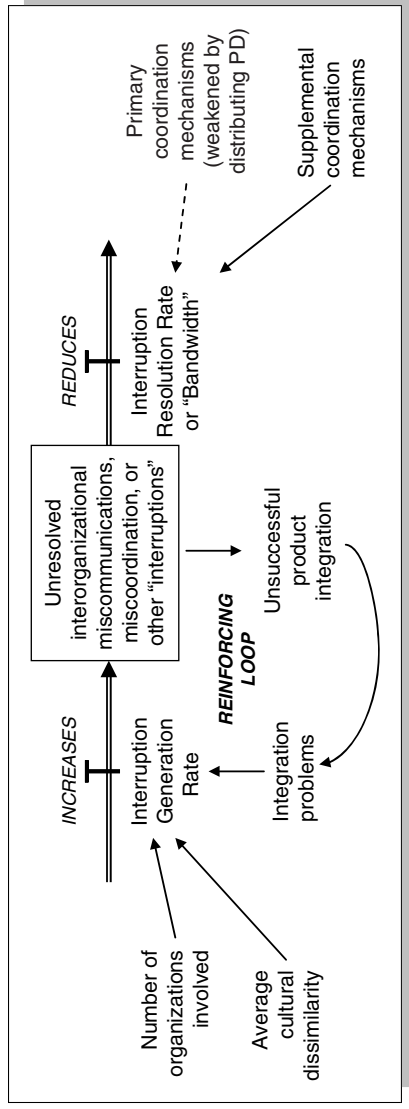 INCREASES
REDUCES
Unresolved
interorganizational
miscommunications,
miscoordination, or
other “interruptions”
Primary
coordination
mechanisms
(weakened by
distributing PD)
Number of
organizations
involved
Interruption
Generation
Rate
Interruption
Resolution Rate
or “Bandwidth”
REINFORCING
LOOP
Supplemental
coordination
mechanisms
Average
cultural
dissimilarity
Integration
problems
Unsuccessful
product
integration